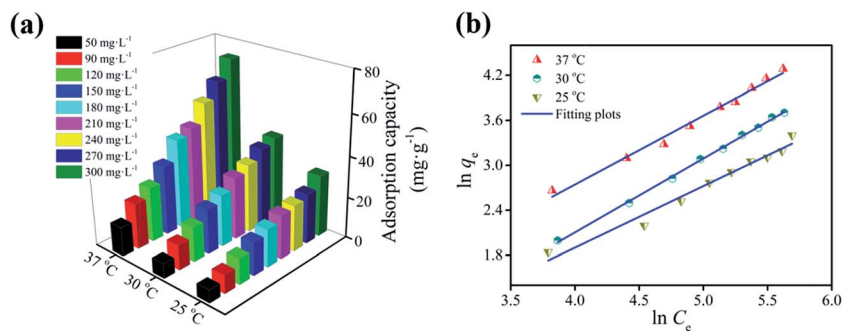 (a)
50 mg·L⁻¹
90 mg·L⁻¹
120 mg·L⁻¹
150 mg·L⁻¹
180 mg·L⁻¹
210 mg·L⁻¹
240 mg·L⁻¹
270 mg·L⁻¹
300 mg·L⁻¹
80
60
40
20
0
Adsorption capacity
(mg·g⁻¹)
37 °C
30 °C
25 °C
(b)
37 °C
30 °C
25 °C
Fitting plots
4.2
3.6
3.0
2.4
1.8
ln qₑ
3.5 4.0 4.5 5.0 5.5 6.0
ln Cₑ